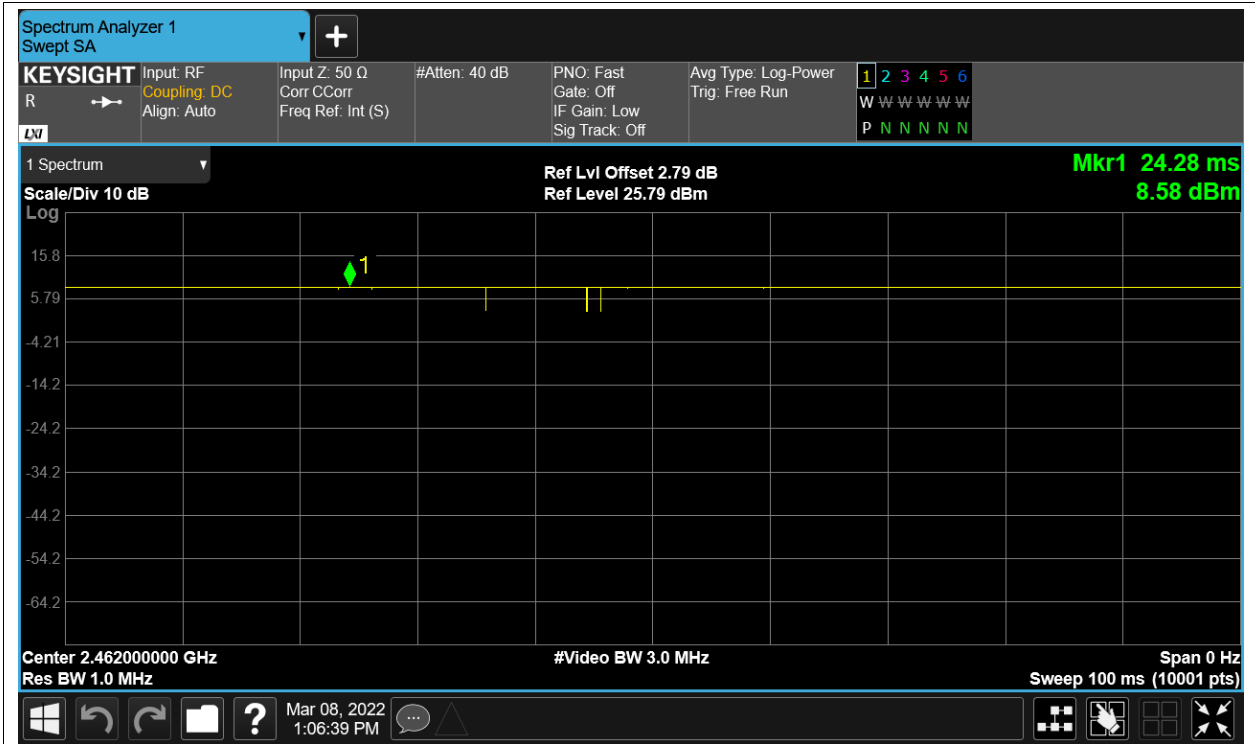 Spectrum Analyzer 1
Swept SA
+
KEYSIGHT
R
LXI
Input: RF
Coupling: DC
Align: Auto
Input Z: 50 Ω
Corr CCorr
Freq Ref: Int (S)
#Atten: 40 dB
PNO: Fast
Gate: Off
IF Gain: Low
Sig Track: Off
Avg Type: Log-Power
Trig: Free Run
1 2 3 4 5 6
W W W W W W
P N N N N N
1 Spectrum
Scale/Div 10 dB
Ref Lvl Offset 2.79 dB
Ref Level 25.79 dBm
Mkr1 24.28 ms
8.58 dBm
Log
15.8
5.79
-4.21
-14.2
-24.2
-34.2
-44.2
-54.2
-64.2
1
Center 2.462000000 GHz
#Video BW 3.0 MHz
Span 0 Hz
Res BW 1.0 MHz
Sweep 100 ms (10001 pts)
?
Mar 08, 2022
1:06:39 PM